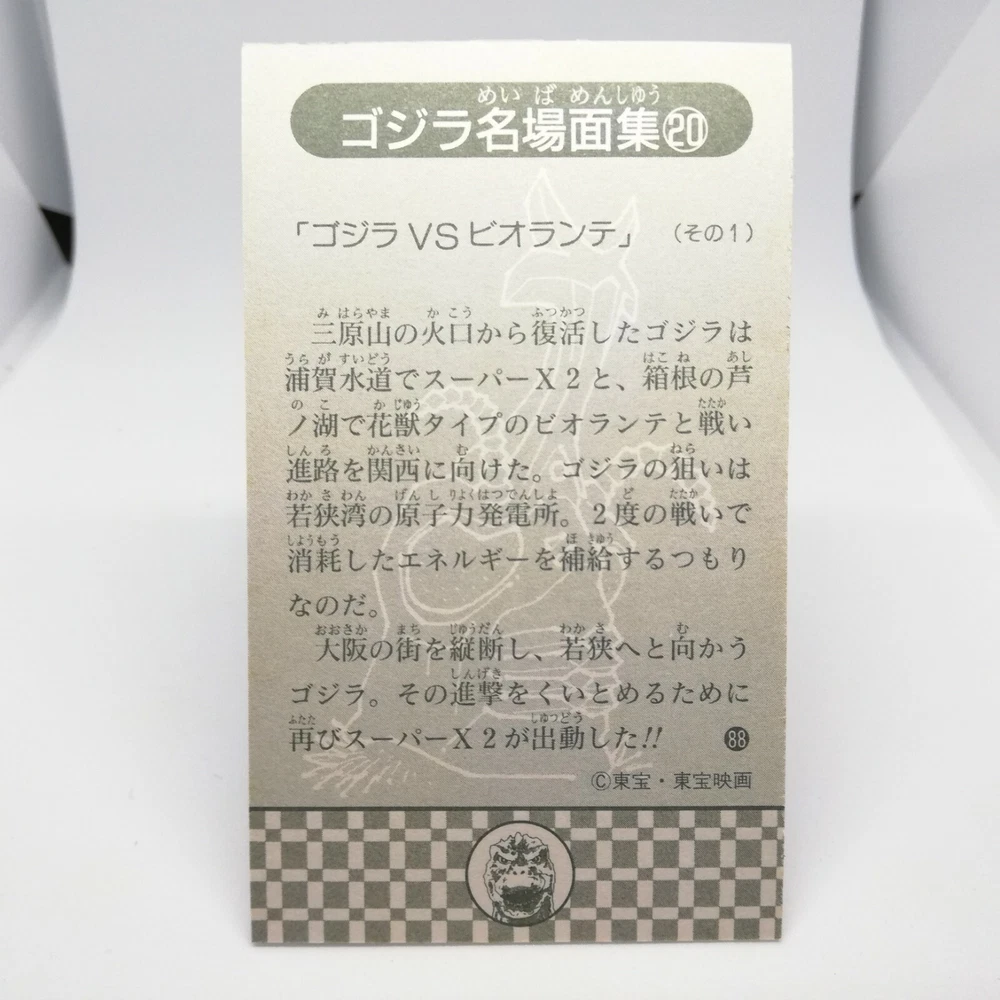 めいばめんしゅう
ゴジラ名場面集⑳
「ゴジラVSビオランテ」 (その1)
みはらやま かこう ふつかつ
三原山の火口から復活したゴジラは
うらがすいどう はこね あし
浦賀水道でスーパーX2と、箱根の芦
のこ かじゅう たたか
ノ湖で花獣タイプのビオランテと戦い
しんろ かんさい む ねら
進路を関西に向けた。ゴジラの狙いは
わかさわん げんしりよくはつでんしよ ど たたか
若狭湾の原子力発電所。2度の戦いで
しようもう ほきゆう
消耗したエネルギーを補給するつもり
なのだ。
おおさか まち じゆうだん わかさ む
大阪の街を縦断し、若狭へと向かう
しんげき
ゴジラ。その進撃をくいとめるために
ふたた しゆつどう
再びスーパーX2が出動した!! 88
©東宝・東宝映画